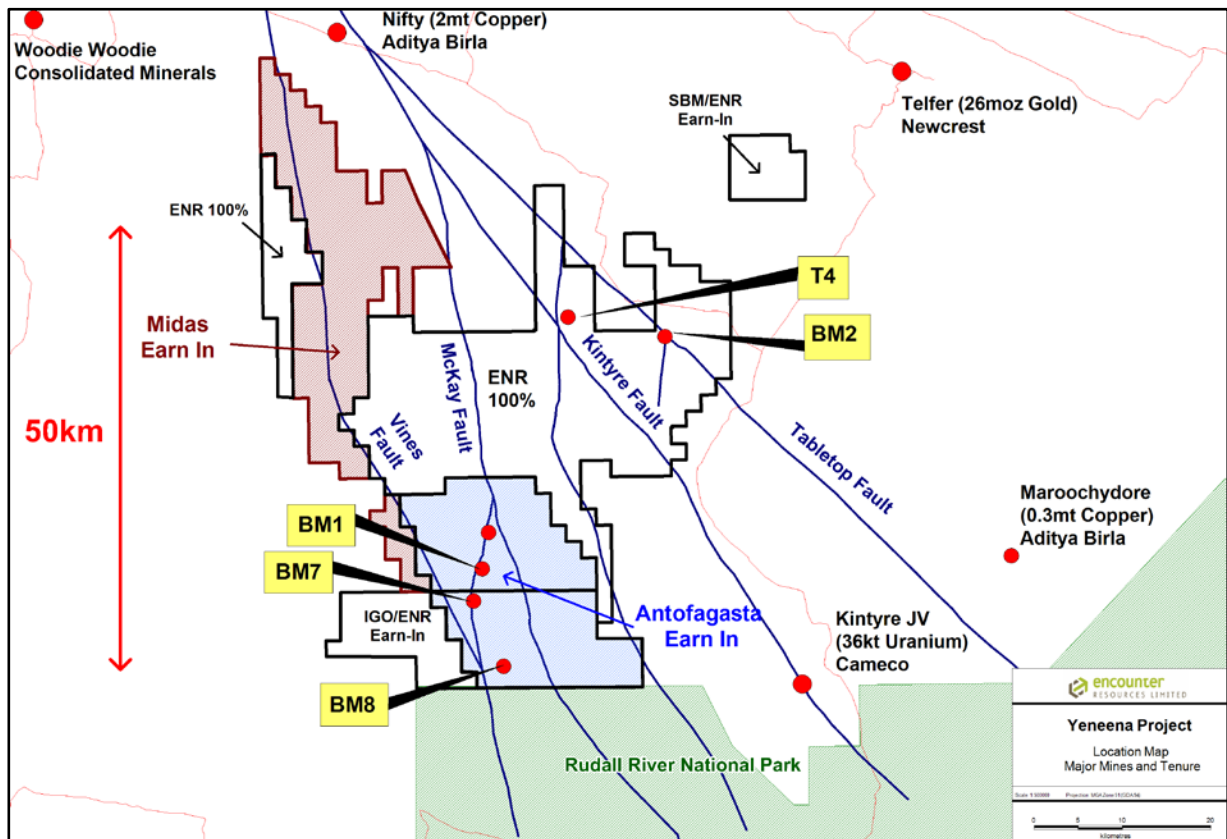 Nifty (2mt Copper)
Aditya Birla
Woodie Woodie
Consolidated Minerals
SBM/ENR
Earn-In
Telfer (26moz Gold)
Newcrest
ENR 100%
T4
BM2
Midas
Earn In
McKay Fault
Kintyre Fault
ENR
100%
50km
Vines
Fault
Tabletop Fault
Maroochydore
(0.3mt Copper)
Aditya Birla
BM1
BM7
IGO/ENR
Earn-In
Antofagasta
Earn In
Kintyre JV
(36kt Uranium)
Cameco
BM8
encounter
RESOURCES LIMITED
Yeneena Project
Location Map
Major Mines and Tenure
Rudall River National Park
0 5 10 20
kilometres